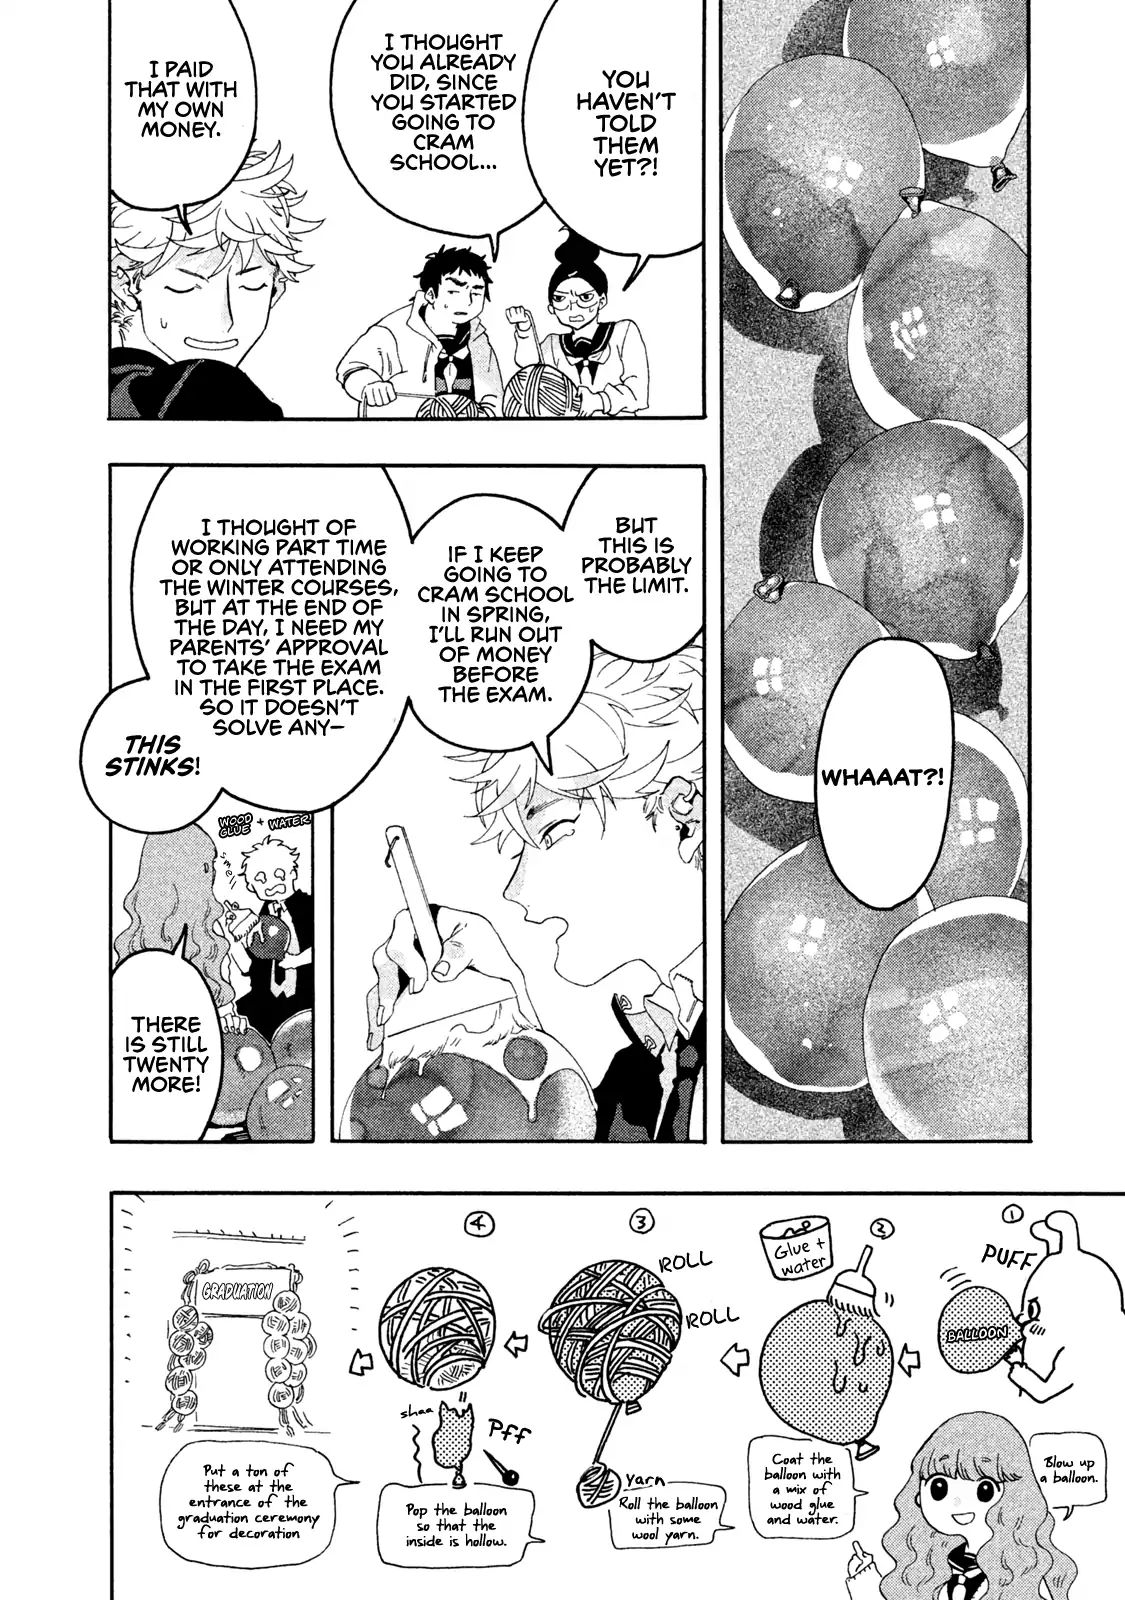 WHAAAT?!
YOU
HAVEN'T
TOLD
THEM
YET?!
I THOUGHT
YOU ALREADY
DID, SINCE
YOU STARTED
GOING TO
CRAM
SCHOOL...
I PAID
THAT WITH
MY OWN
MONEY.
BUT
THIS IS
PROBABLY
THE LIMIT.
IF I KEEP
GOING TO
CRAM SCHOOL
IN SPRING,
I'LL RUN OUT
OF MONEY
BEFORE
THE EXAM.
I THOUGHT OF
WORKING PART TIME
OR ONLY ATTENDING
THE WINTER COURSES,
BUT AT THE END OF
THE DAY, I NEED MY
PARENTS' APPROVAL
TO TAKE THE EXAM
IN THE FIRST PLACE.
SO IT DOESN'T
SOLVE ANY—
THIS
STINKS!
WOOD
GLUE + WATER
THERE
IS STILL
TWENTY
MORE!
①
PUFF
BALLOON
Blow up
a balloon.
②
Glue +
water
Coat the
balloon with
a mix of
wood glue
and water.
③
ROLL
ROLL
yarn
Roll the balloon
with some
wool yarn.
④
shaa
Pff
Pop the balloon
so that the
inside is hollow.
GRADUATION
Put a ton of
these at the
entrance of the
graduation ceremony
for decoration